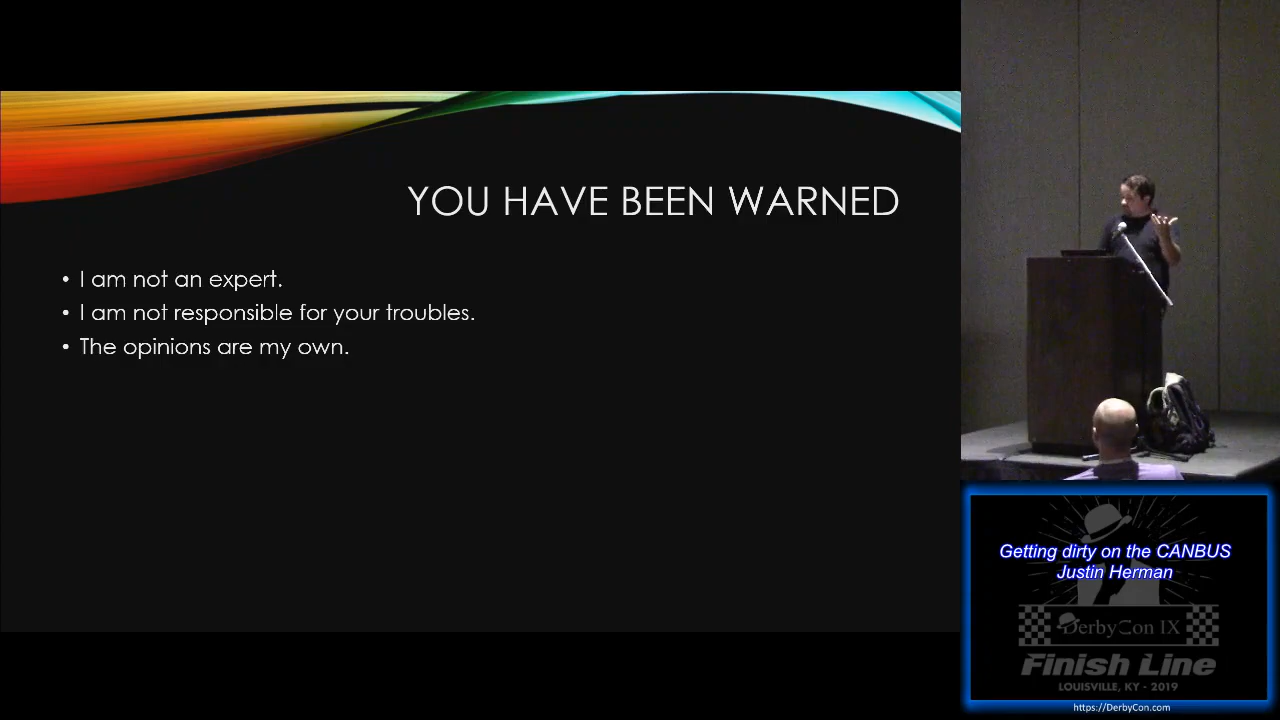 YOU HAVE BEEN WARNED
• I am not an expert.
• I am not responsible for your troubles.
• The opinions are my own.
Getting dirty on the CANBUS
Justin Herman
DerbyCon IX
Finish Line
LOUISVILLE, KY - 2019
https://DerbyCon.com